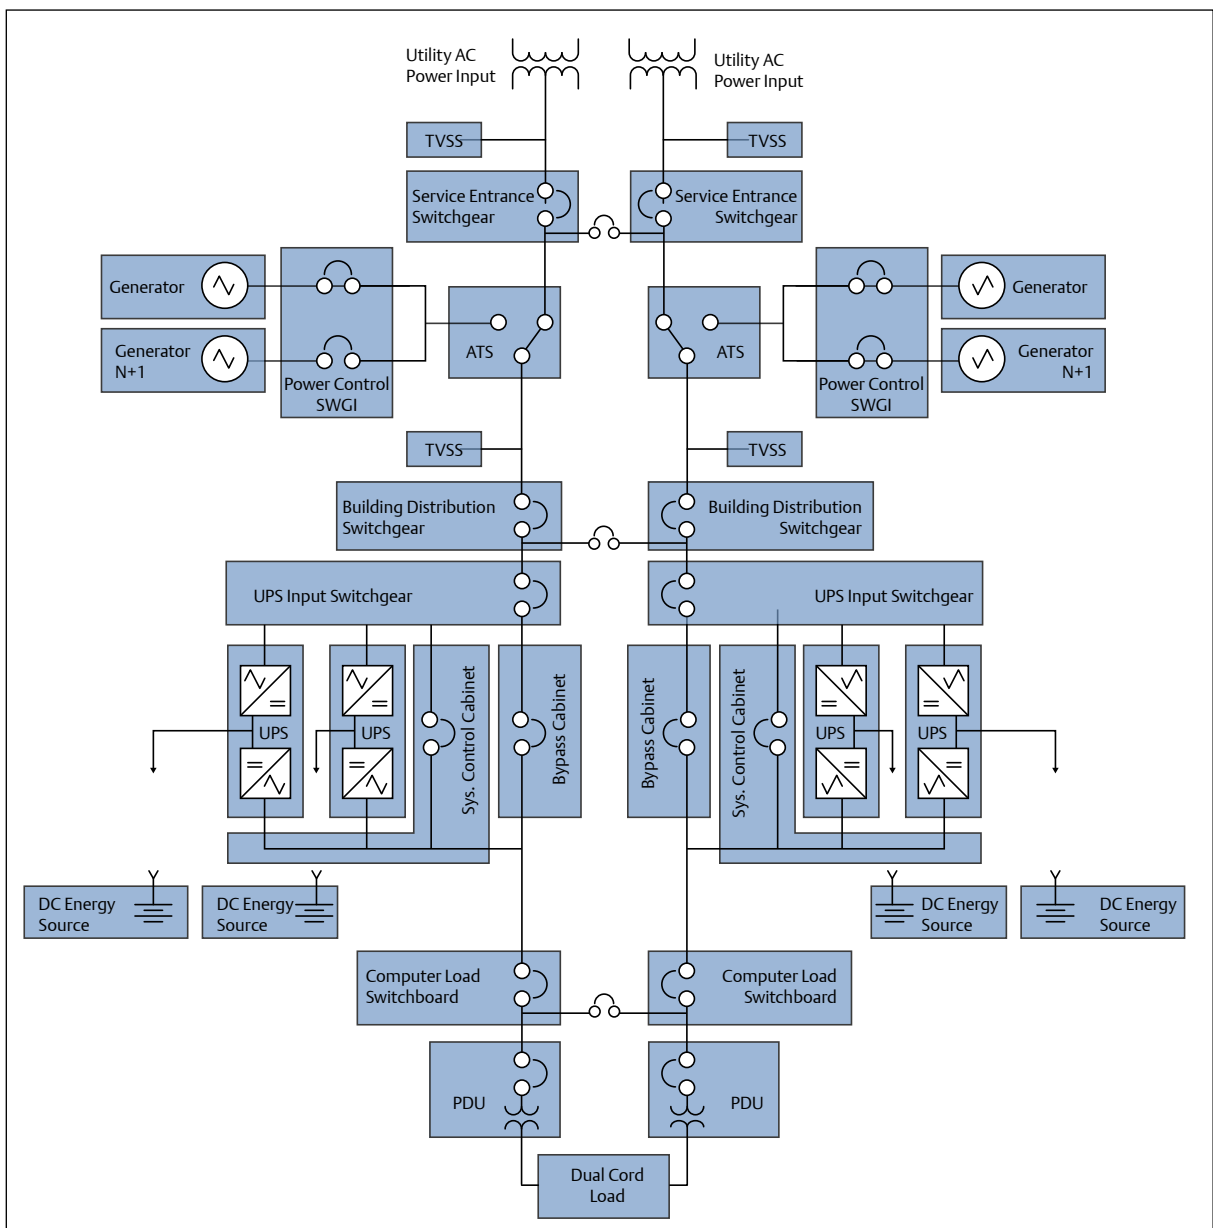 Utility AC
Power Input
Utility AC
Power Input
TVSS
TVSS
Service Entrance
Switchgear
Service Entrance
Switchgear
Generator
Generator
Generator
N+1
ATS
ATS
Generator
N+1
Power Control
SWGI
Power Control
SWGI
TVSS
TVSS
Building Distribution
Switchgear
Building Distribution
Switchgear
UPS Input Switchgear
UPS Input Switchgear
UPS
UPS
Sys. Control Cabinet
Bypass Cabinet
Bypass Cabinet
Sys. Control Cabinet
UPS
UPS
DC Energy
Source
DC Energy
Source
DC Energy
Source
DC Energy
Source
Computer Load
Switchboard
Computer Load
Switchboard
PDU
PDU
Dual Cord
Load